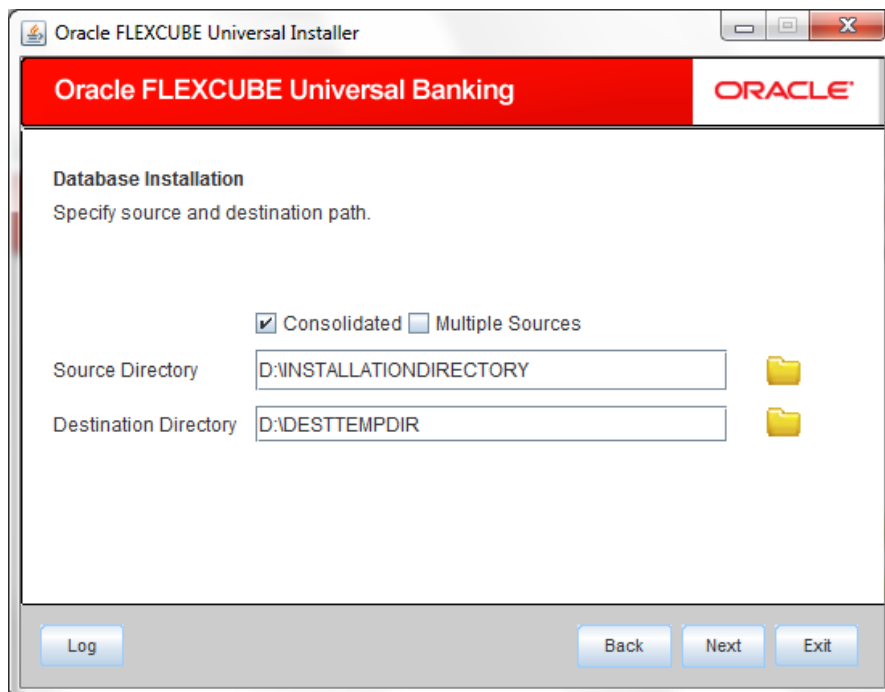 Oracle FLEXCUBE Universal Installer
Oracle FLEXCUBE Universal Banking ORACLE
Database Installation
Specify source and destination path.
Consolidated Multiple Sources
Source Directory D:\INSTALLATIONDIRECTORY
Destination Directory D:\DESTTEMPDIR
Log Back Next Exit